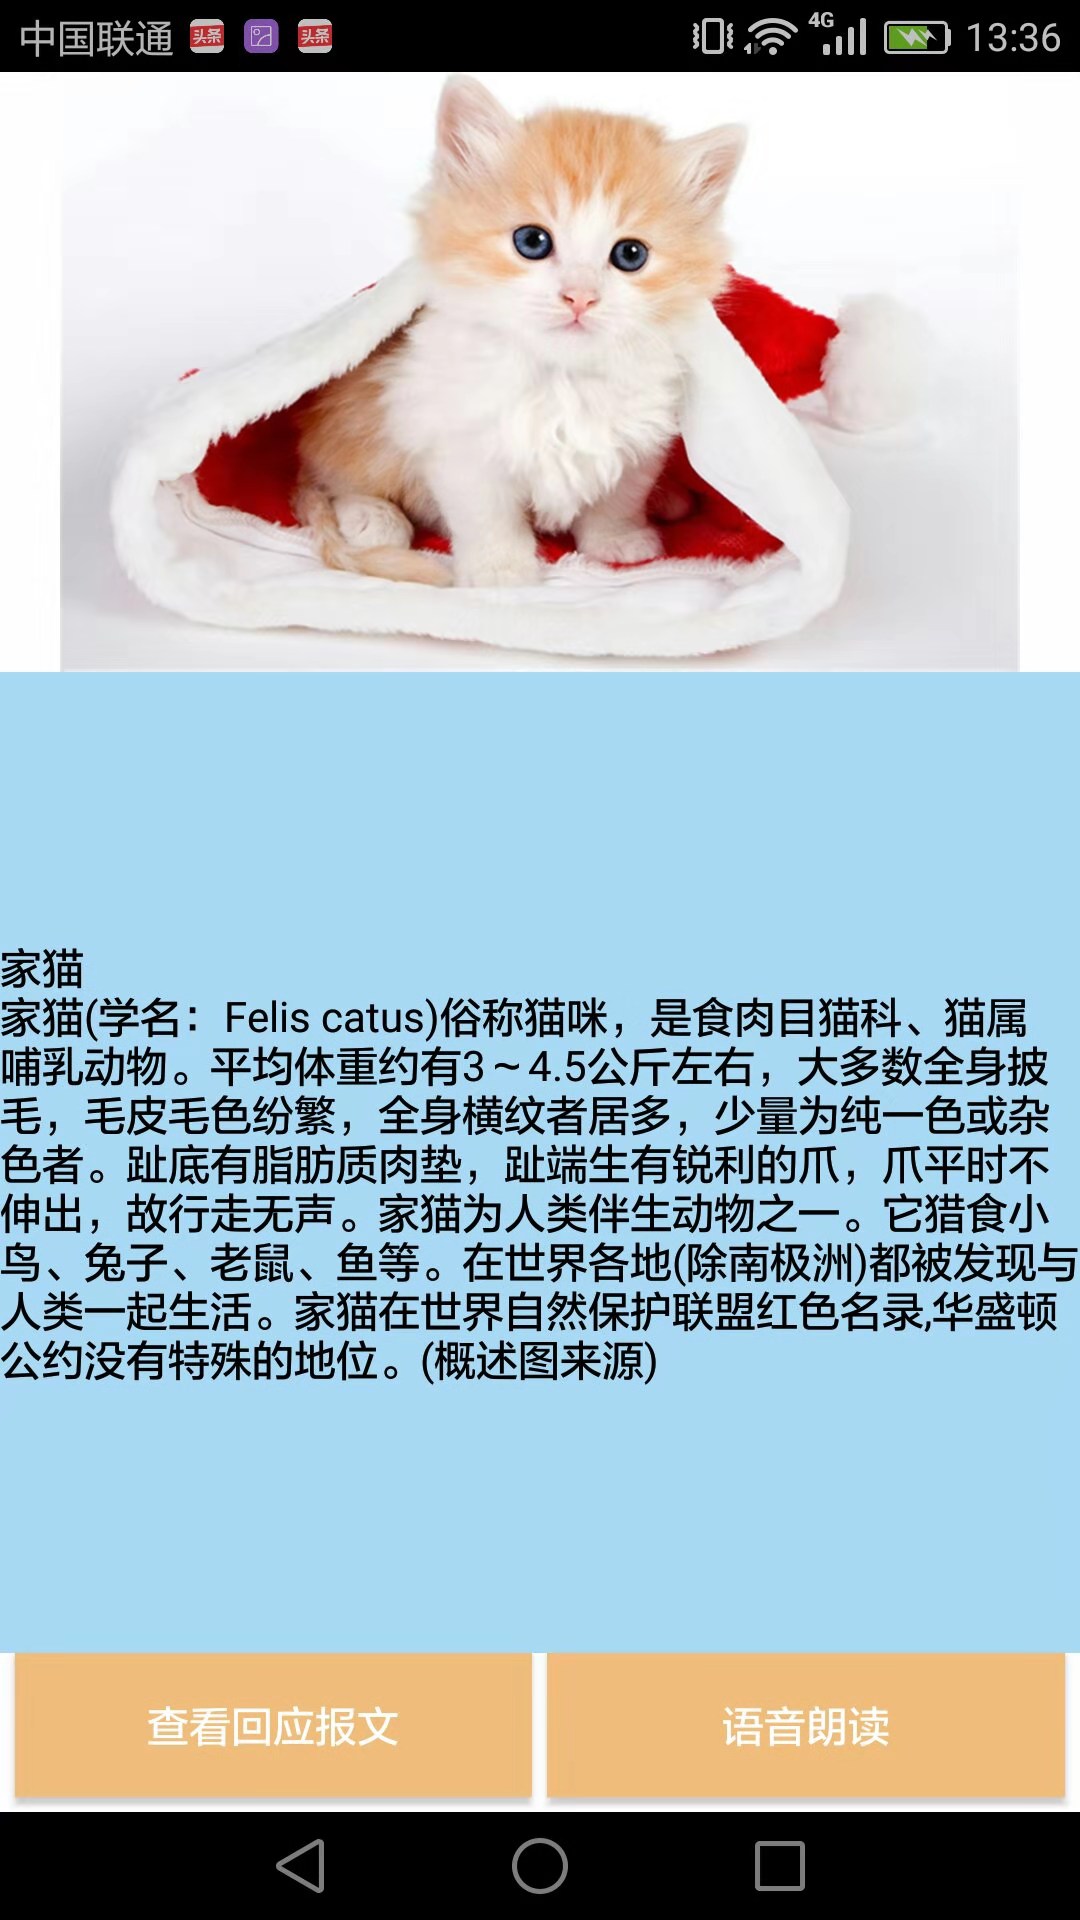 中国联通 头条 头条 4G 13:36
家猫
家猫(学名：Felis catus)俗称猫咪，是食肉目猫科、猫属
哺乳动物。平均体重约有3～4.5公斤左右，大多数全身披
毛，毛皮毛色纷繁，全身横纹者居多，少量为纯一色或杂
色者。趾底有脂肪质肉垫，趾端生有锐利的爪，爪平时不
伸出，故行走无声。家猫为人类伴生动物之一。它猎食小
鸟、兔子、老鼠、鱼等。在世界各地(除南极洲)都被发现与
人类一起生活。家猫在世界自然保护联盟红色名录,华盛顿
公约没有特殊的地位。(概述图来源)
查看回应报文 语音朗读